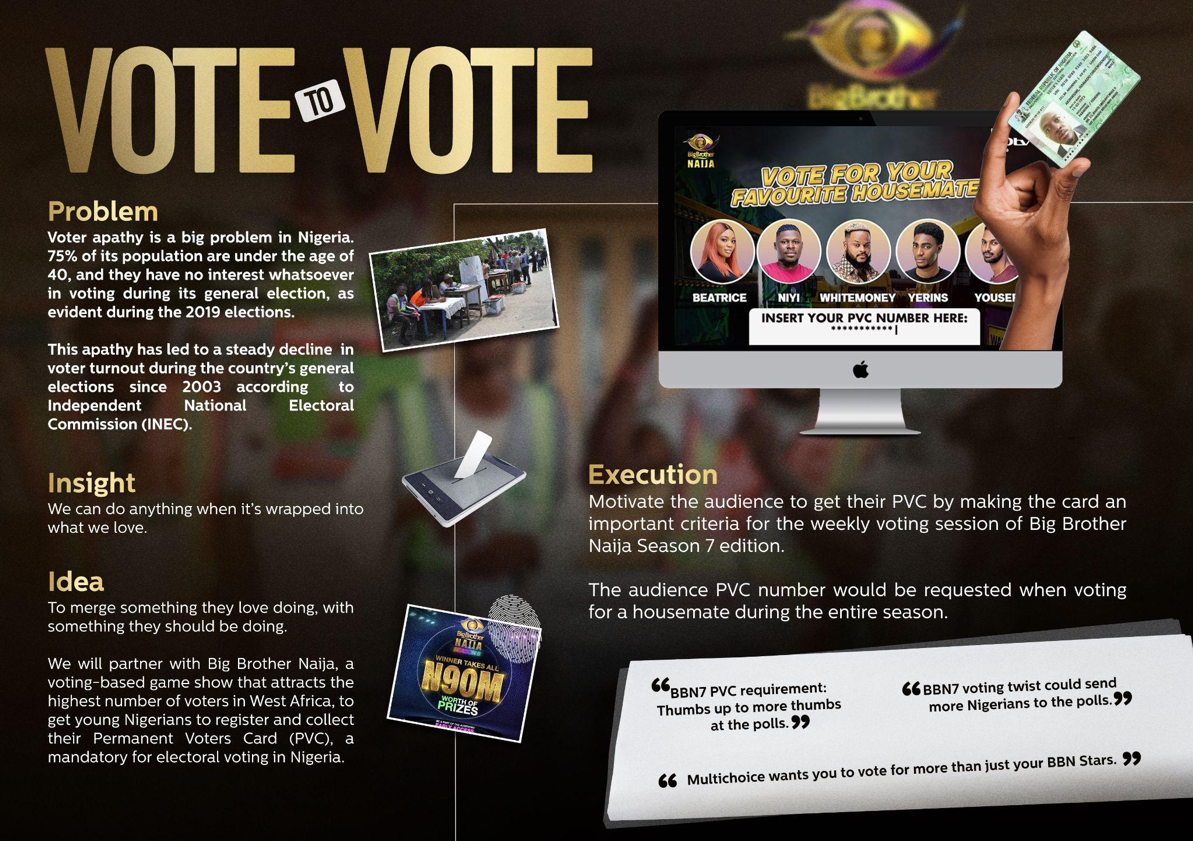 VOTE TO VOTE
Problem
Voter apathy is a big problem in Nigeria.
75% of its population are under the age of
40, and they have no interest whatsoever
in voting during its general election, as
evident during the 2019 elections.
This apathy has led to a steady decline in
voter turnout during the country's general
elections since 2003 according to
Independent National Electoral
Commission (INEC).
Insight
We can do anything when it's wrapped into
what we love.
Idea
To merge something they love doing, with
something they should be doing.
We will partner with Big Brother Naija, a
voting-based game show that attracts the
highest number of voters in West Africa, to
get young Nigerians to register and collect
their Permanent Voters Card (PVC), a
mandatory for electoral voting in Nigeria.
BigBrother
NAIJA
WINNER TAKES ALL
N90M
WORTH OF
PRIZES
BigBrother
BigBrother
NAIJA
VOTE FOR YOUR
FAVOURITE HOUSEMATE
BEATRICE NIYI WHITEMONEY YERINS YOUSEF
INSERT YOUR PVC NUMBER HERE:
***********|
Execution
Motivate the audience to get their PVC by making the card an
important criteria for the weekly voting session of Big Brother
Naija Season 7 edition.
The audience PVC number would be requested when voting
for a housemate during the entire season.
❝BBN7 PVC requirement:
Thumbs up to more thumbs
at the polls.❞
❝BBN7 voting twist could send
more Nigerians to the polls.❞
❝ Multichoice wants you to vote for more than just your BBN Stars. ❞